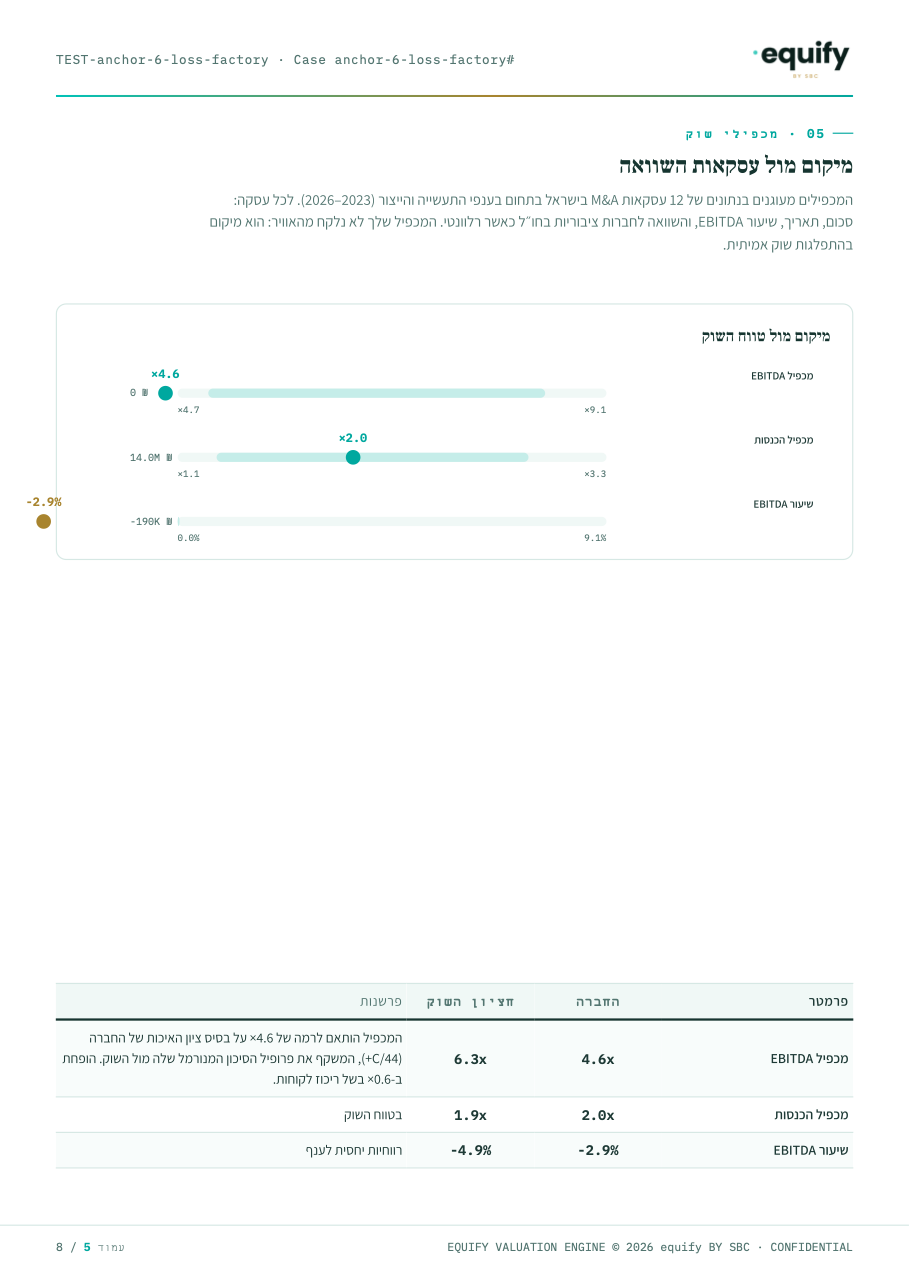 TEST-anchor-6-loss-factory · Case anchor-6-loss-factory#
equify
BY SBC
05 · מכפילי שוק
מיקום מול עסקאות השוואה
המכפילים מעוגנים בנתונים של 12 עסקאות M&A בישראל בתחום בענפי התעשייה והייצור (2023–2026). לכל עסקה:
סכום, תאריך, שיעור EBITDA, והשוואה לחברות ציבוריות בחו״ל כאשר רלוונטי. המכפיל שלך לא נלקח מהאוויר: הוא מיקום
בהתפלגות שוק אמיתית.
מיקום מול טווח השוק
מכפיל EBITDA
×4.6
0 ₪
×4.7 ×9.1
מכפיל הכנסות
×2.0
14.0M ₪
×1.1 ×3.3
שיעור EBITDA
-2.9%
-190K ₪
0.0% 9.1%
פרמטר החברה חציון השוק פרשנות
מכפיל EBITDA 4.6x 6.3x המכפיל הותאם לרמה של 4.6× על בסיס ציון האיכות של החברה
(C/44+), המשקף את פרופיל הסיכון המנורמל שלה מול השוק. הופחת
ב-0.6× בשל ריכוז לקוחות.
מכפיל הכנסות 2.0x 1.9x בטווח השוק
שיעור EBITDA -2.9% -4.9% רווחיות יחסית לענף
EQUIFY VALUATION ENGINE © 2026 equify BY SBC · CONFIDENTIAL
עמוד 5 / 8